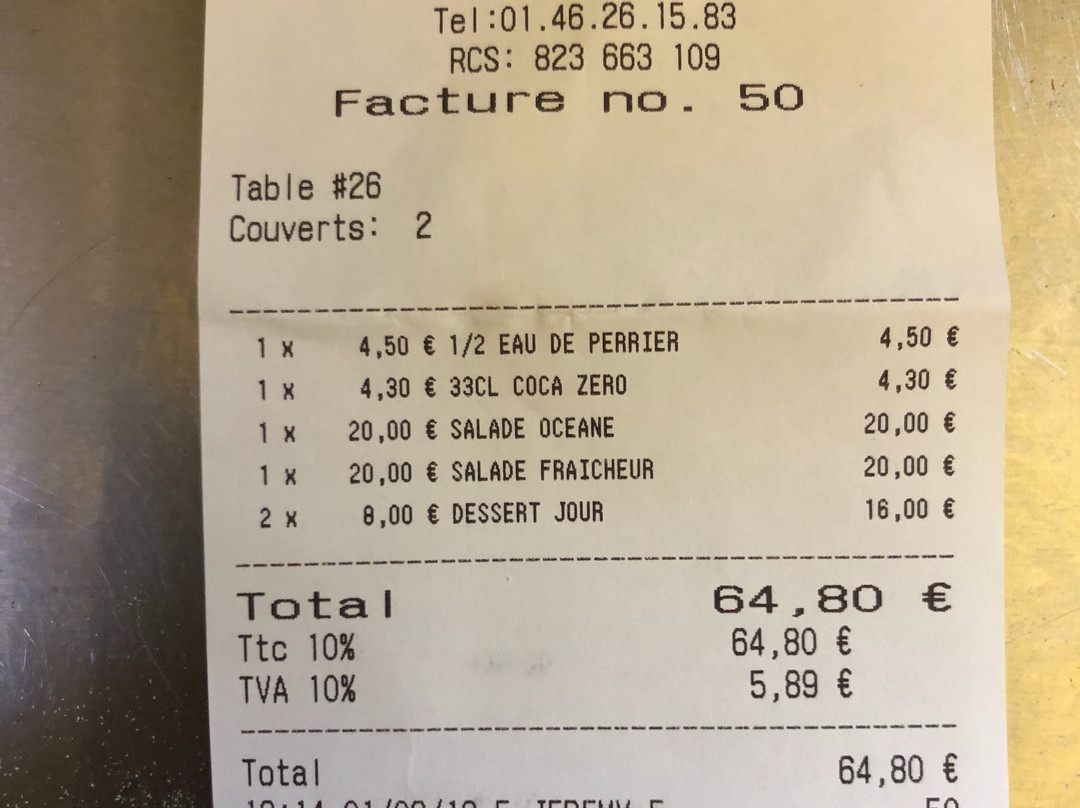 Tel:01.46.26.15.83
RCS: 823 663 109
Facture no. 50
Table #26
Couverts: 2
1 x 4,50 € 1/2 EAU DE PERRIER 4,50 €
1 x 4,30 € 33CL COCA ZERO 4,30 €
1 x 20,00 € SALADE OCEANE 20,00 €
1 x 20,00 € SALADE FRAICHEUR 20,00 €
2 x 8,00 € DESSERT JOUR 16,00 €
Total 64,80 €
Ttc 10% 64,80 €
TVA 10% 5,89 €
Total 64,80 €